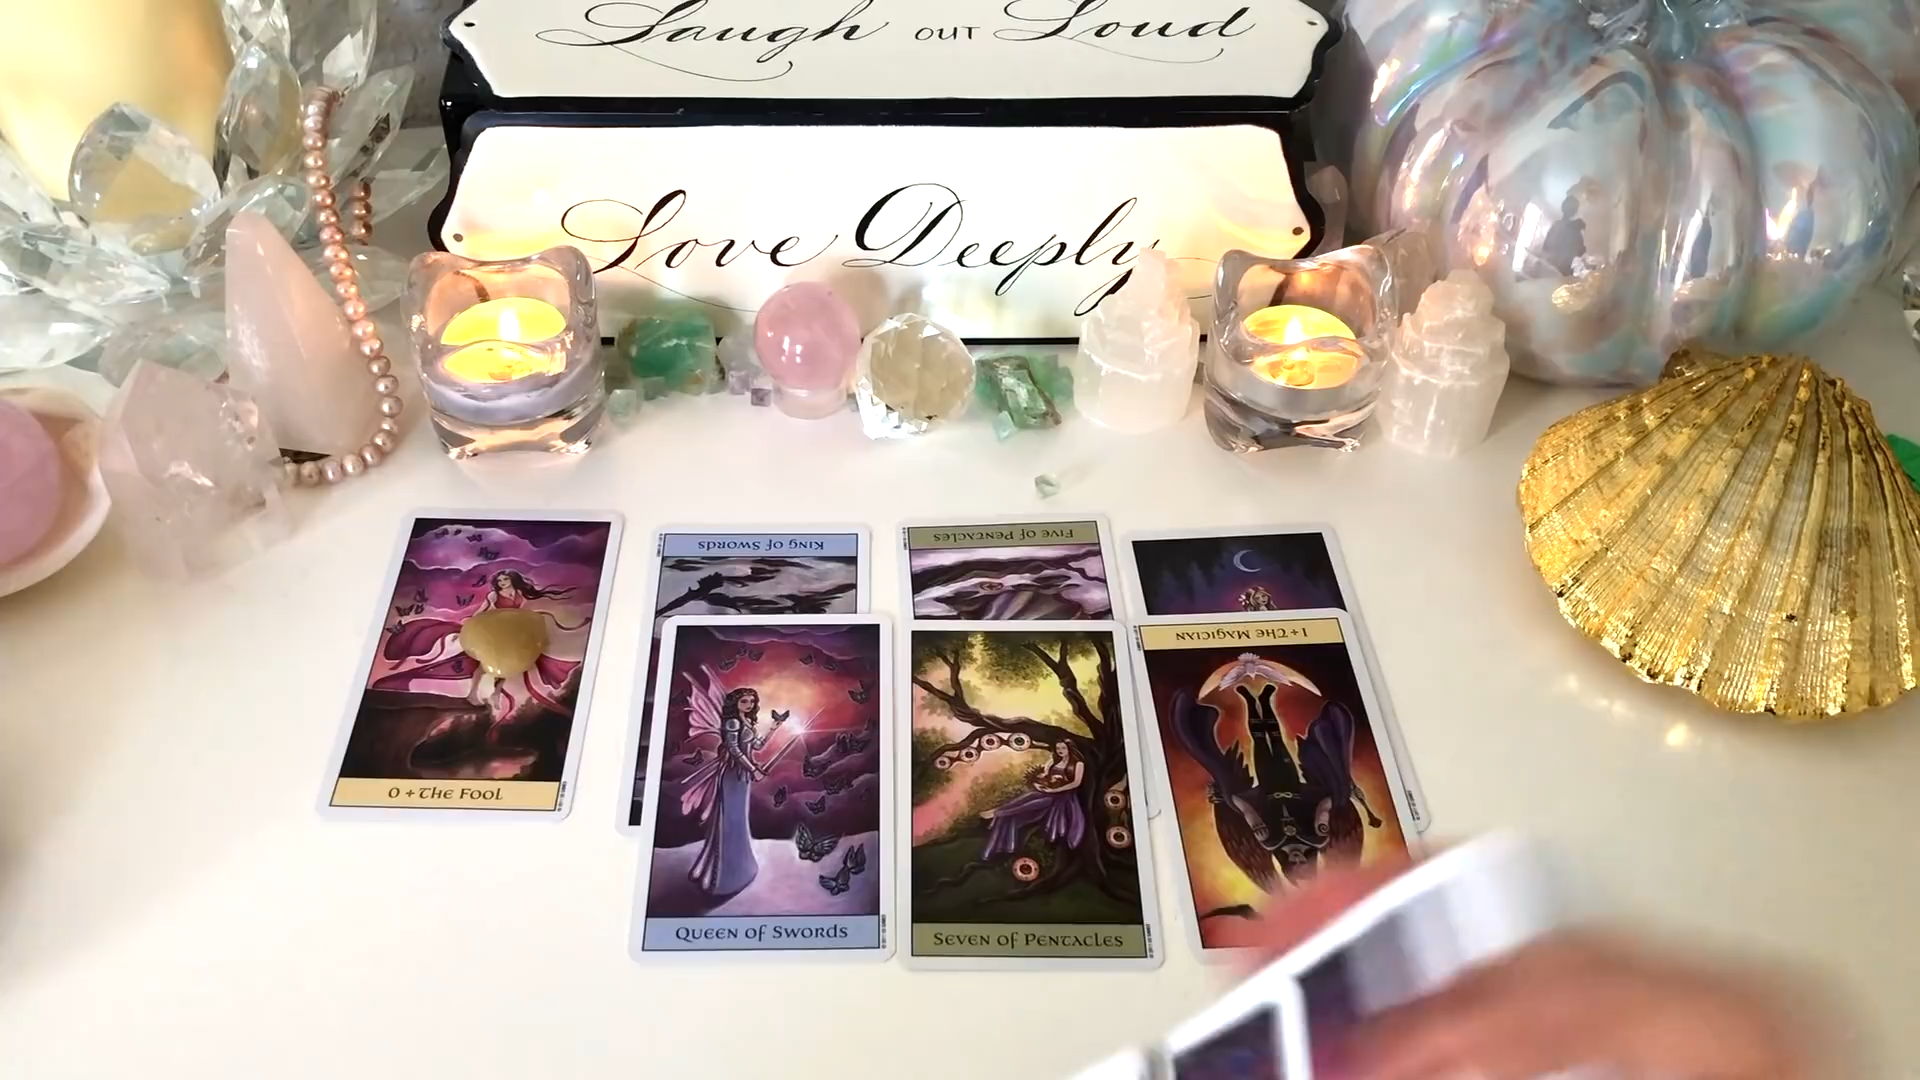 Laugh OUT Loud
Love Deeply
KING OF SWORDS
FIVE OF PENTACLES
1 + THE MAGICIAN
0 + THE FOOL
QUEEN OF SWORDS
SEVEN OF PENTACLES